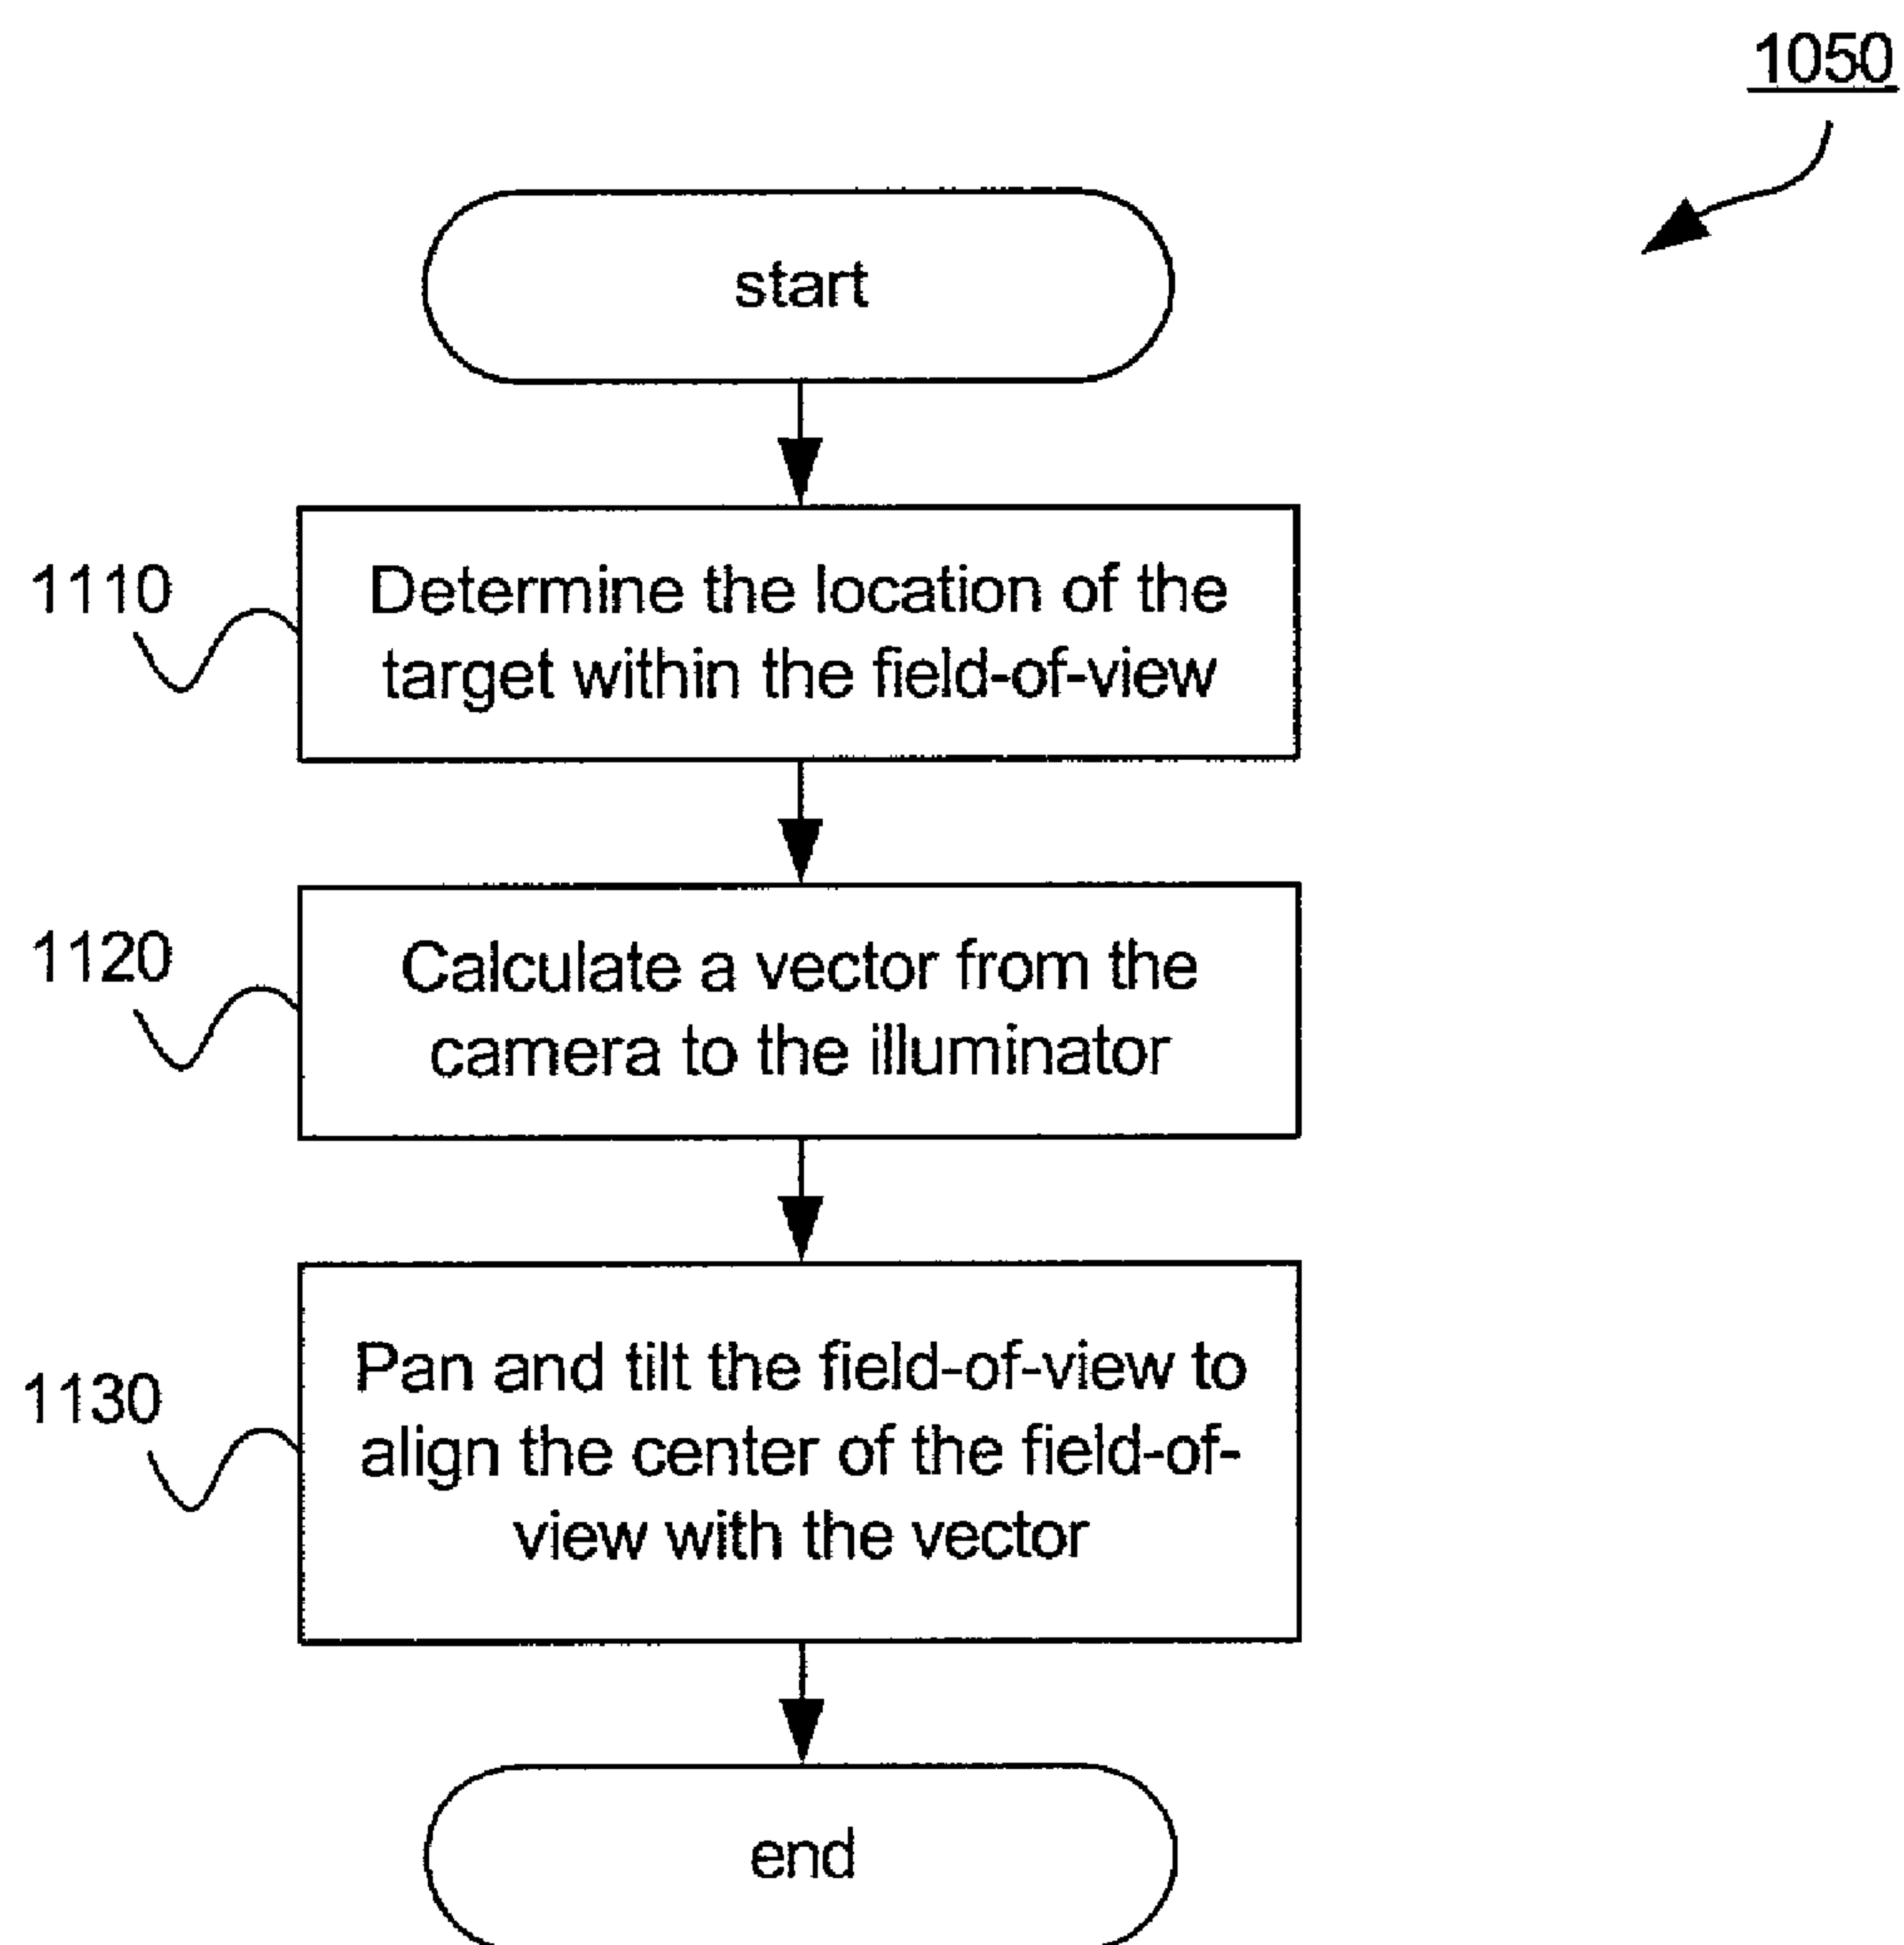 1050
start
1110
Determine the location of the
target within the field-of-view
1120
Calculate a vector from the
camera to the illuminator
1130
Pan and tilt the field-of-view to
align the center of the field-of-
view with the vector
end